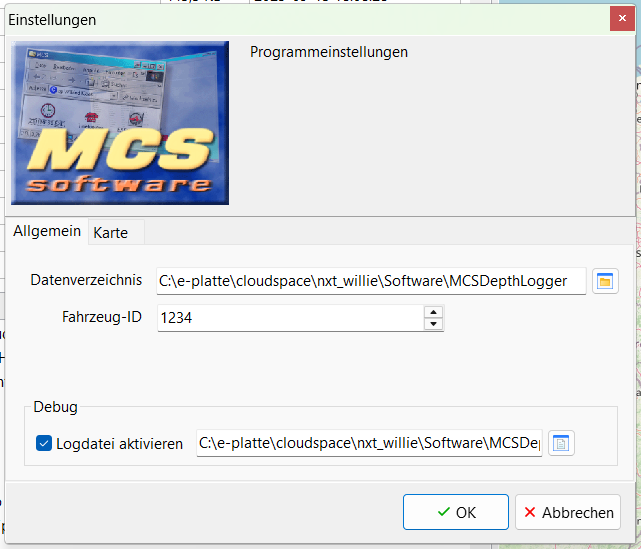 Einstellungen
Programmeinstellungen
MCS
software
Allgemein
Karte
Datenverzeichnis
C:\e-platte\cloudspace\nxt_willie\Software\MCSDepthLogger
Fahrzeug-ID
1234
Debug
Logdatei aktivieren
C:\e-platte\cloudspace\nxt_willie\Software\MCSDe
OK
Abbrechen